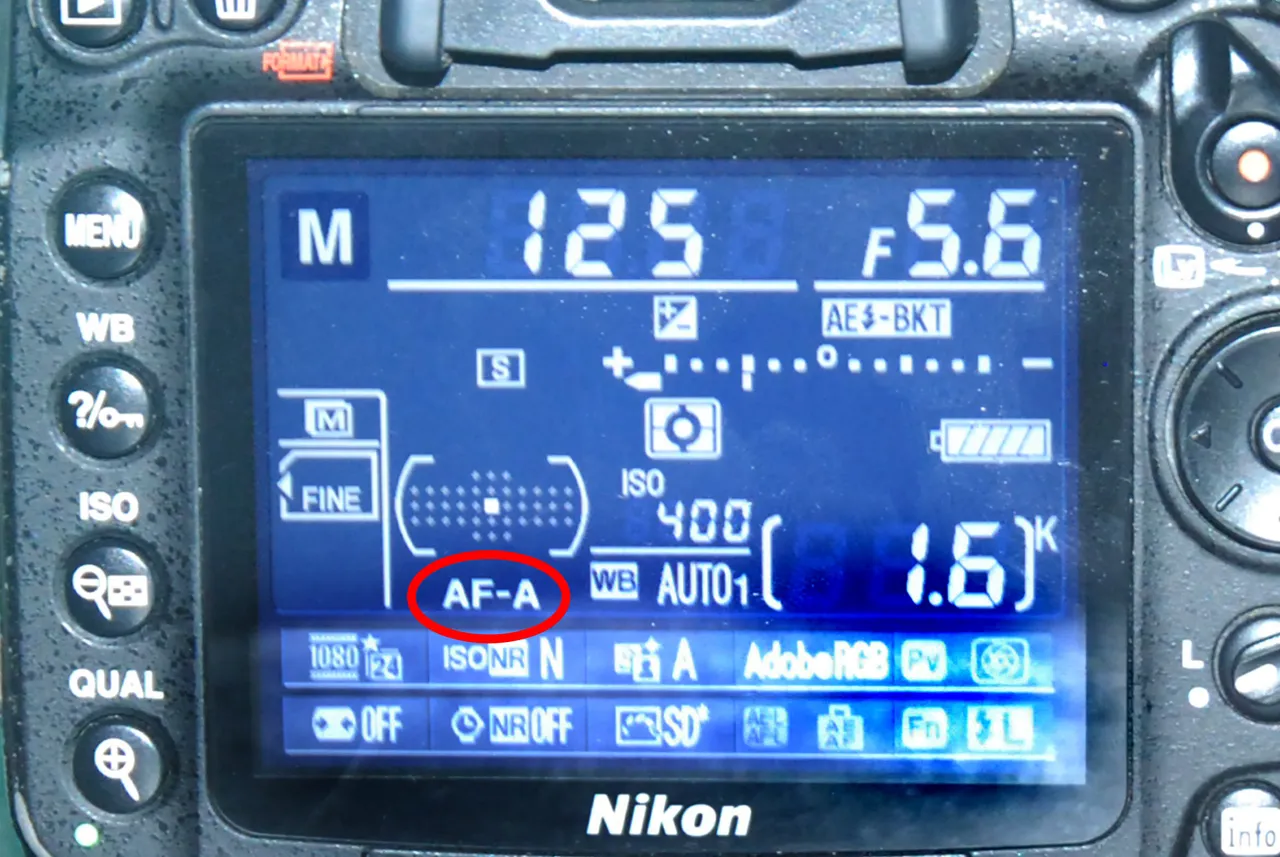 FORMAT
MENU
M 125 F5.6
WB
AE-BKT
S
+ o −
?/
M
FINE
ISO
ISO
400
[1.6]K
AF-A
WB AUTO1
1080★ ISO NR N A AdobeRGB Pv
L
QUAL
OFF NR OFF SD Fn L
Nikon
info